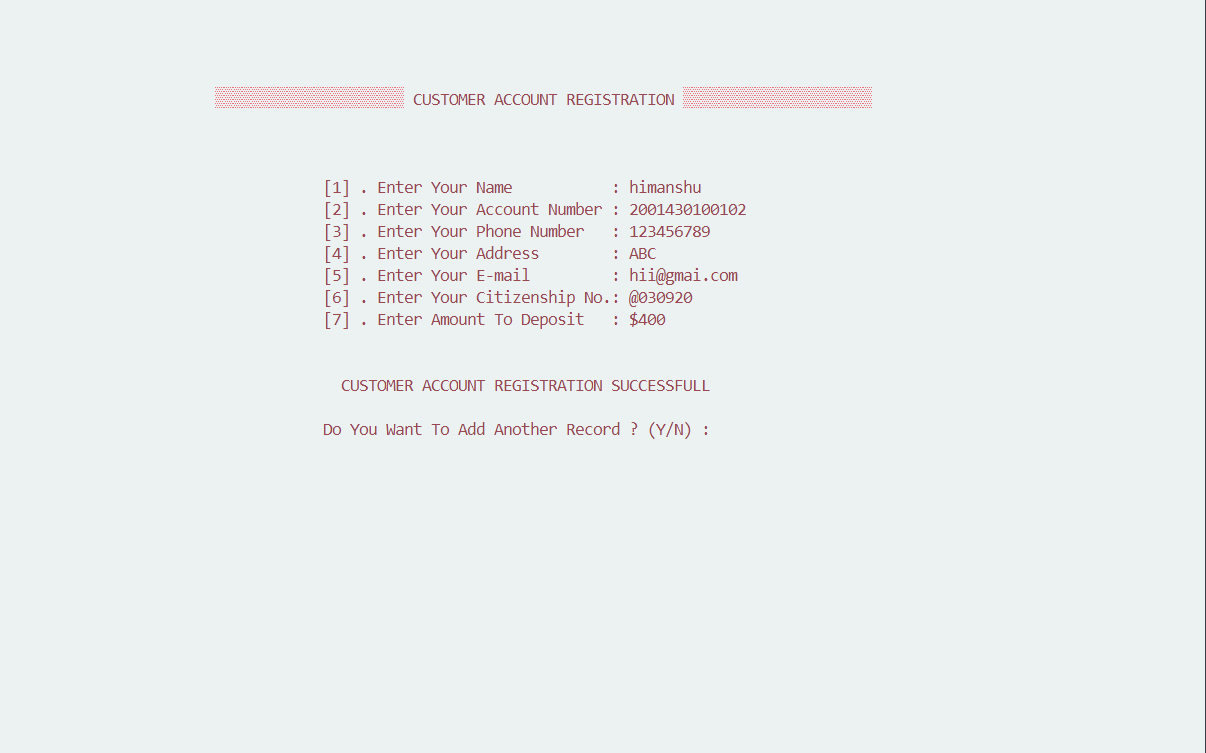 CUSTOMER ACCOUNT REGISTRATION
[1] . Enter Your Name : himanshu
[2] . Enter Your Account Number : 2001430100102
[3] . Enter Your Phone Number : 123456789
[4] . Enter Your Address : ABC
[5] . Enter Your E-mail : hii@gmai.com
[6] . Enter Your Citizenship No.: @030920
[7] . Enter Amount To Deposit : $400
CUSTOMER ACCOUNT REGISTRATION SUCCESSFULL
Do You Want To Add Another Record ? (Y/N) :